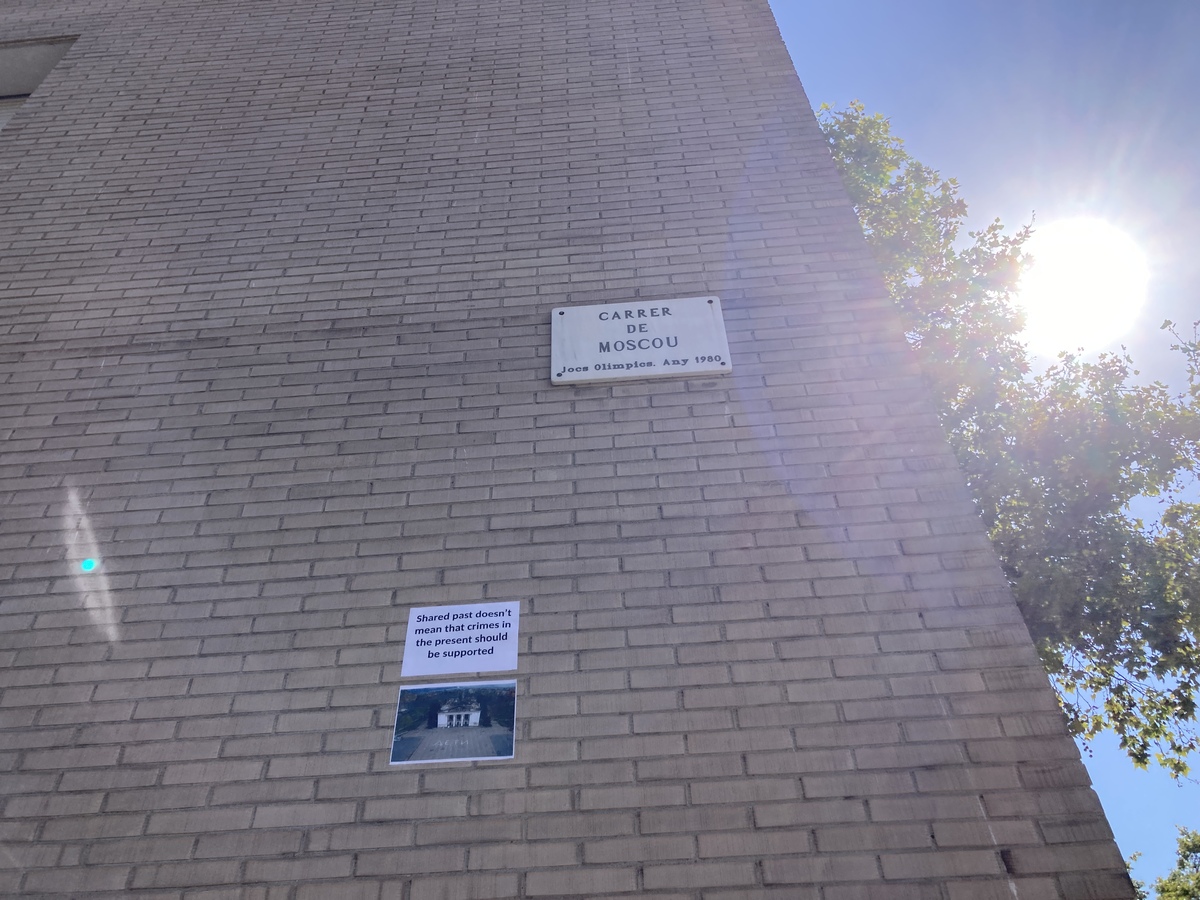 CARRER
DE
MOSCOU
Jocs Olímpics. Any 1980
Shared past doesn't
mean that crimes in
the present should
be supported